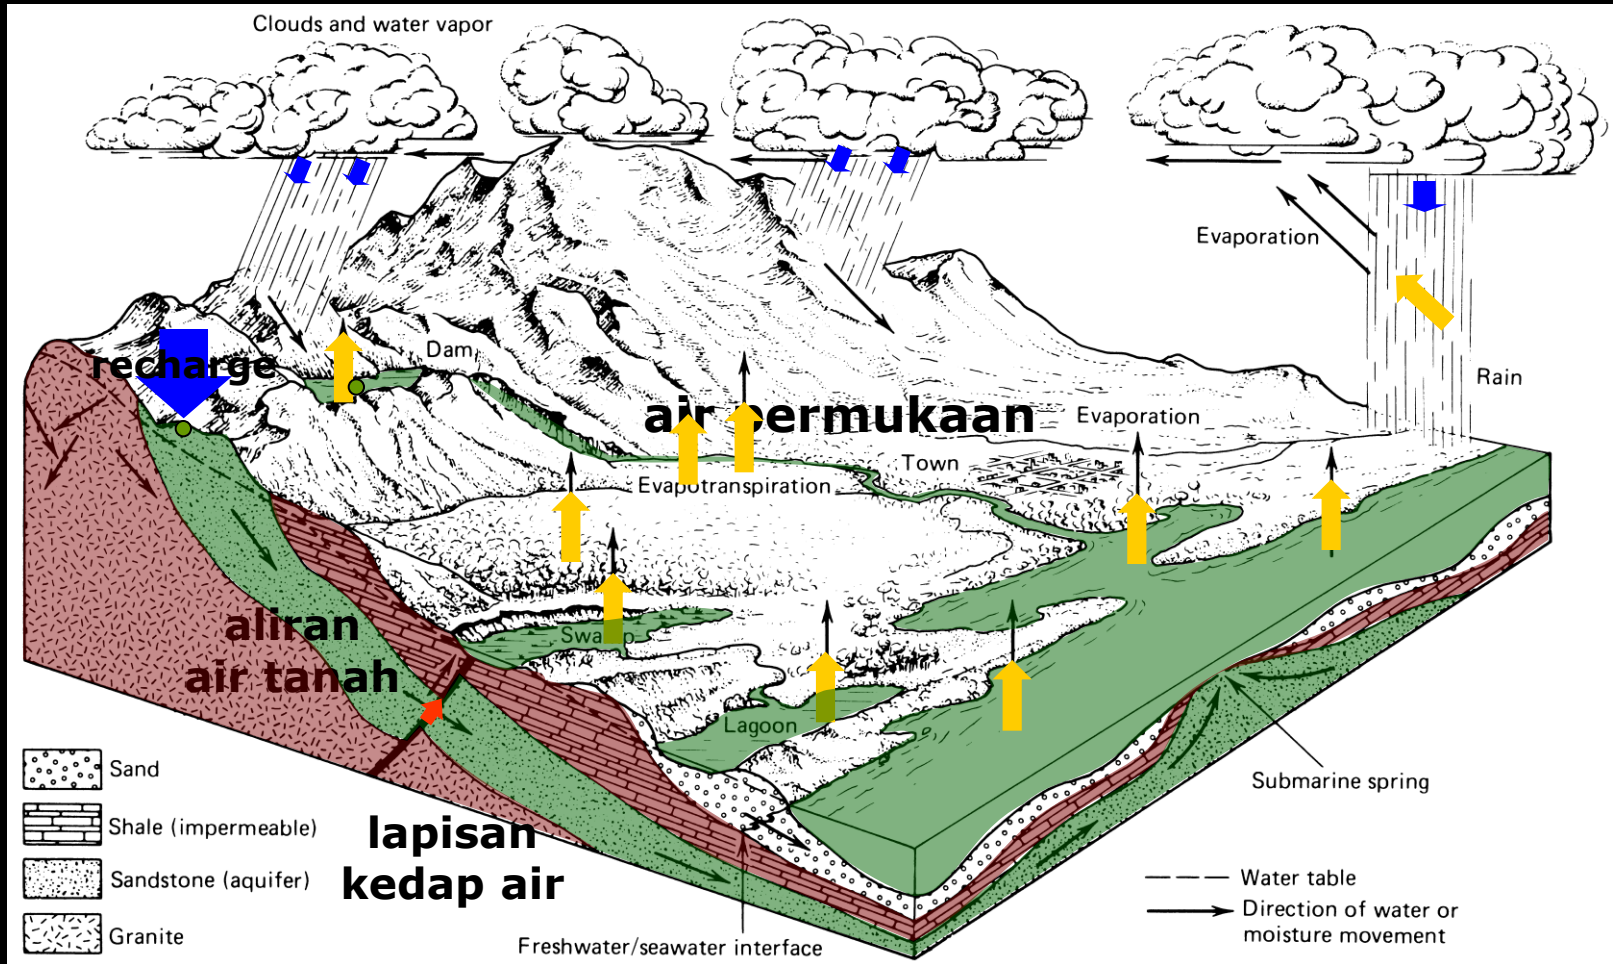 Clouds and water vapor
Evaporation
Dam
recharge
Rain
air permukaan
Evaporation
Town
Evapotranspiration
aliran
air tanah
Swamp
Lagoon
Submarine spring
Sand
Shale (impermeable)
Sandstone (aquifer)
Granite
lapisan
kedap air
Freshwater/seawater interface
Water table
Direction of water or
moisture movement